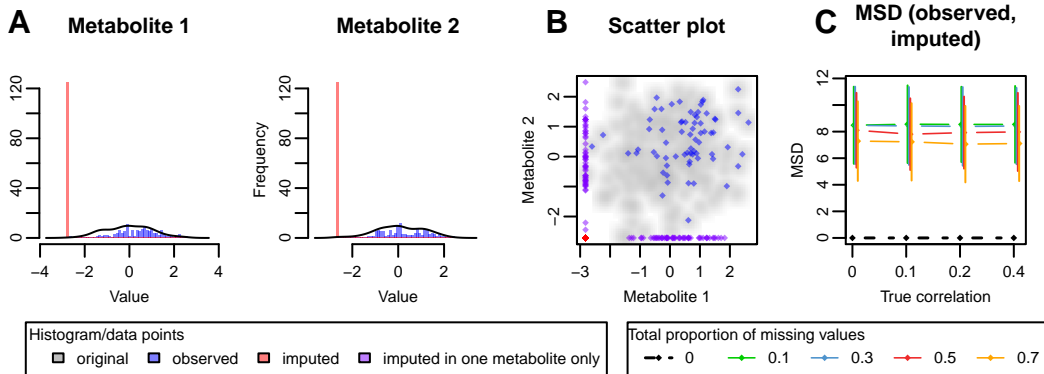 A
Metabolite 1
Metabolite 2
B
Scatter plot
C
MSD (observed,
imputed)
120
80
40
0
−4
−2
0
2
4
Value
Frequency
120
80
40
0
−2
0
2
Value
Metabolite 2
2
1
0
−2
−3
−2
−1
0
1
2
Metabolite 1
MSD
12
8
6
4
2
0
0
0.1
0.2
0.4
True correlation
Histogram/data points
original
observed
imputed
imputed in one metabolite only
Total proportion of missing values
0
0.1
0.3
0.5
0.7